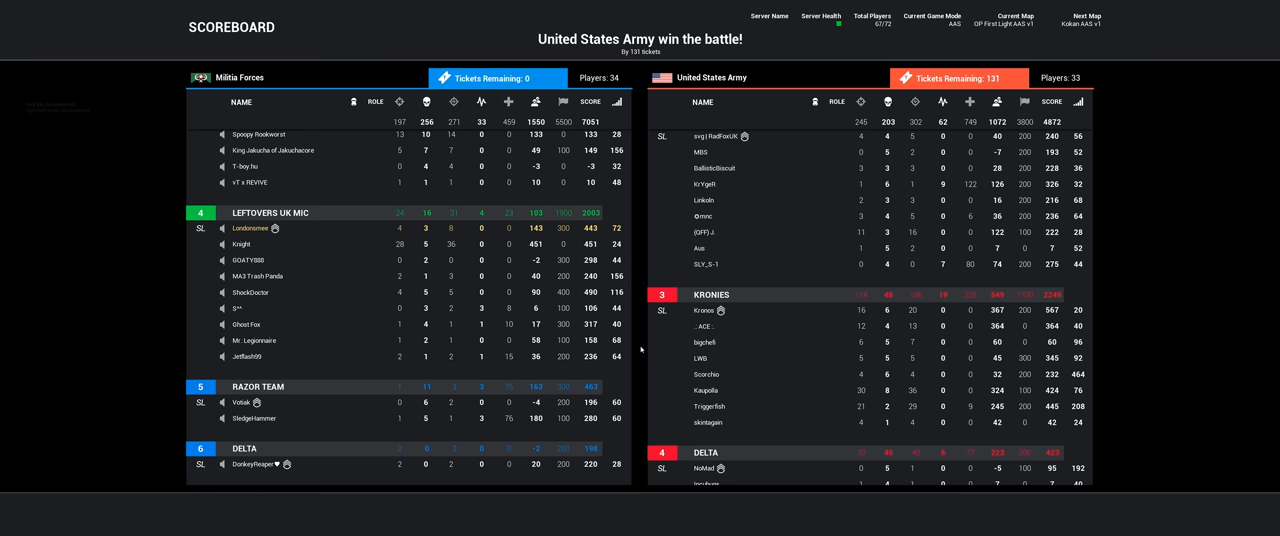 SCOREBOARD
Server Name Server Health Total Players Current Game Mode Current Map Next Map
67/72 AAS OP First Light AAS v1 Kokan AAS v1
United States Army win the battle!
By 131 tickets
Militia Forces Tickets Remaining: 0 Players: 34
NAME ROLE SCORE
197 256 271 33 459 1550 5500 7051
Spoopy Rookworst 13 10 14 0 0 133 0 133 28
King Jakucha of Jakuchacore 5 7 7 0 0 49 100 149 156
T-boy.hu 0 4 4 0 0 -3 0 -3 32
vT x REVIVE 1 1 1 0 0 10 0 10 48
4 LEFTOVERS UK MIC 24 16 31 4 23 103 1900 2003
SL Londonsmee 4 3 8 0 0 143 300 443 72
Knight 28 5 36 0 0 451 0 451 24
GOATY888 0 2 0 0 0 -2 300 298 44
MA3 Trash Panda 2 1 3 0 0 40 200 240 156
ShockDoctor 4 5 5 0 0 90 400 490 116
S^^ 0 3 2 3 8 6 100 106 44
Ghost Fox 1 4 1 1 10 17 300 317 40
Mr. Legionnaire 1 2 1 0 0 58 100 158 68
Jetflash99 2 1 2 1 15 36 200 236 64
5 RAZOR TEAM 1 11 3 3 76 163 300 463
SL Votiak 0 6 2 0 0 -4 200 196 60
SledgeHammer 1 5 1 3 76 180 100 280 60
6 DELTA 2 0 2 0 0 -2 200 198
SL DonkeyReaper♥ 2 0 2 0 0 20 200 220 28
United States Army Tickets Remaining: 131 Players: 33
NAME ROLE SCORE
245 203 302 62 749 1072 3800 4872
SL svg | RadFoxUK 4 4 5 0 0 40 200 240 56
MBS 0 5 2 0 0 -7 200 193 52
BallisticBiscuit 3 3 3 0 0 28 200 228 36
KrYgeR 1 6 1 9 122 126 200 326 32
Linkoln 2 3 3 0 0 16 200 216 68
✪mnc 3 4 5 0 6 36 200 236 64
(QFF) J. 11 3 16 0 0 122 100 222 28
Aus 1 5 2 0 0 7 0 7 52
SLY_S-1 0 4 0 7 80 74 200 275 44
3 KRONIES 48 19 549 1700 2249
SL Kronos 16 6 20 0 0 367 200 567 20
.: ACE :. 12 4 13 0 0 364 0 364 40
bigchefi 6 5 7 0 0 60 0 60 96
LWB 5 5 5 0 0 45 300 345 92
Scorchio 4 6 4 0 0 32 200 232 464
Kaupolla 30 8 36 0 0 324 100 424 76
Triggerfish 21 2 29 0 9 245 200 445 208
skintagain 4 1 4 0 0 42 0 42 24
4 DELTA 6 77 223
SL NoMad 0 5 1 0 0 -5 100 95 192